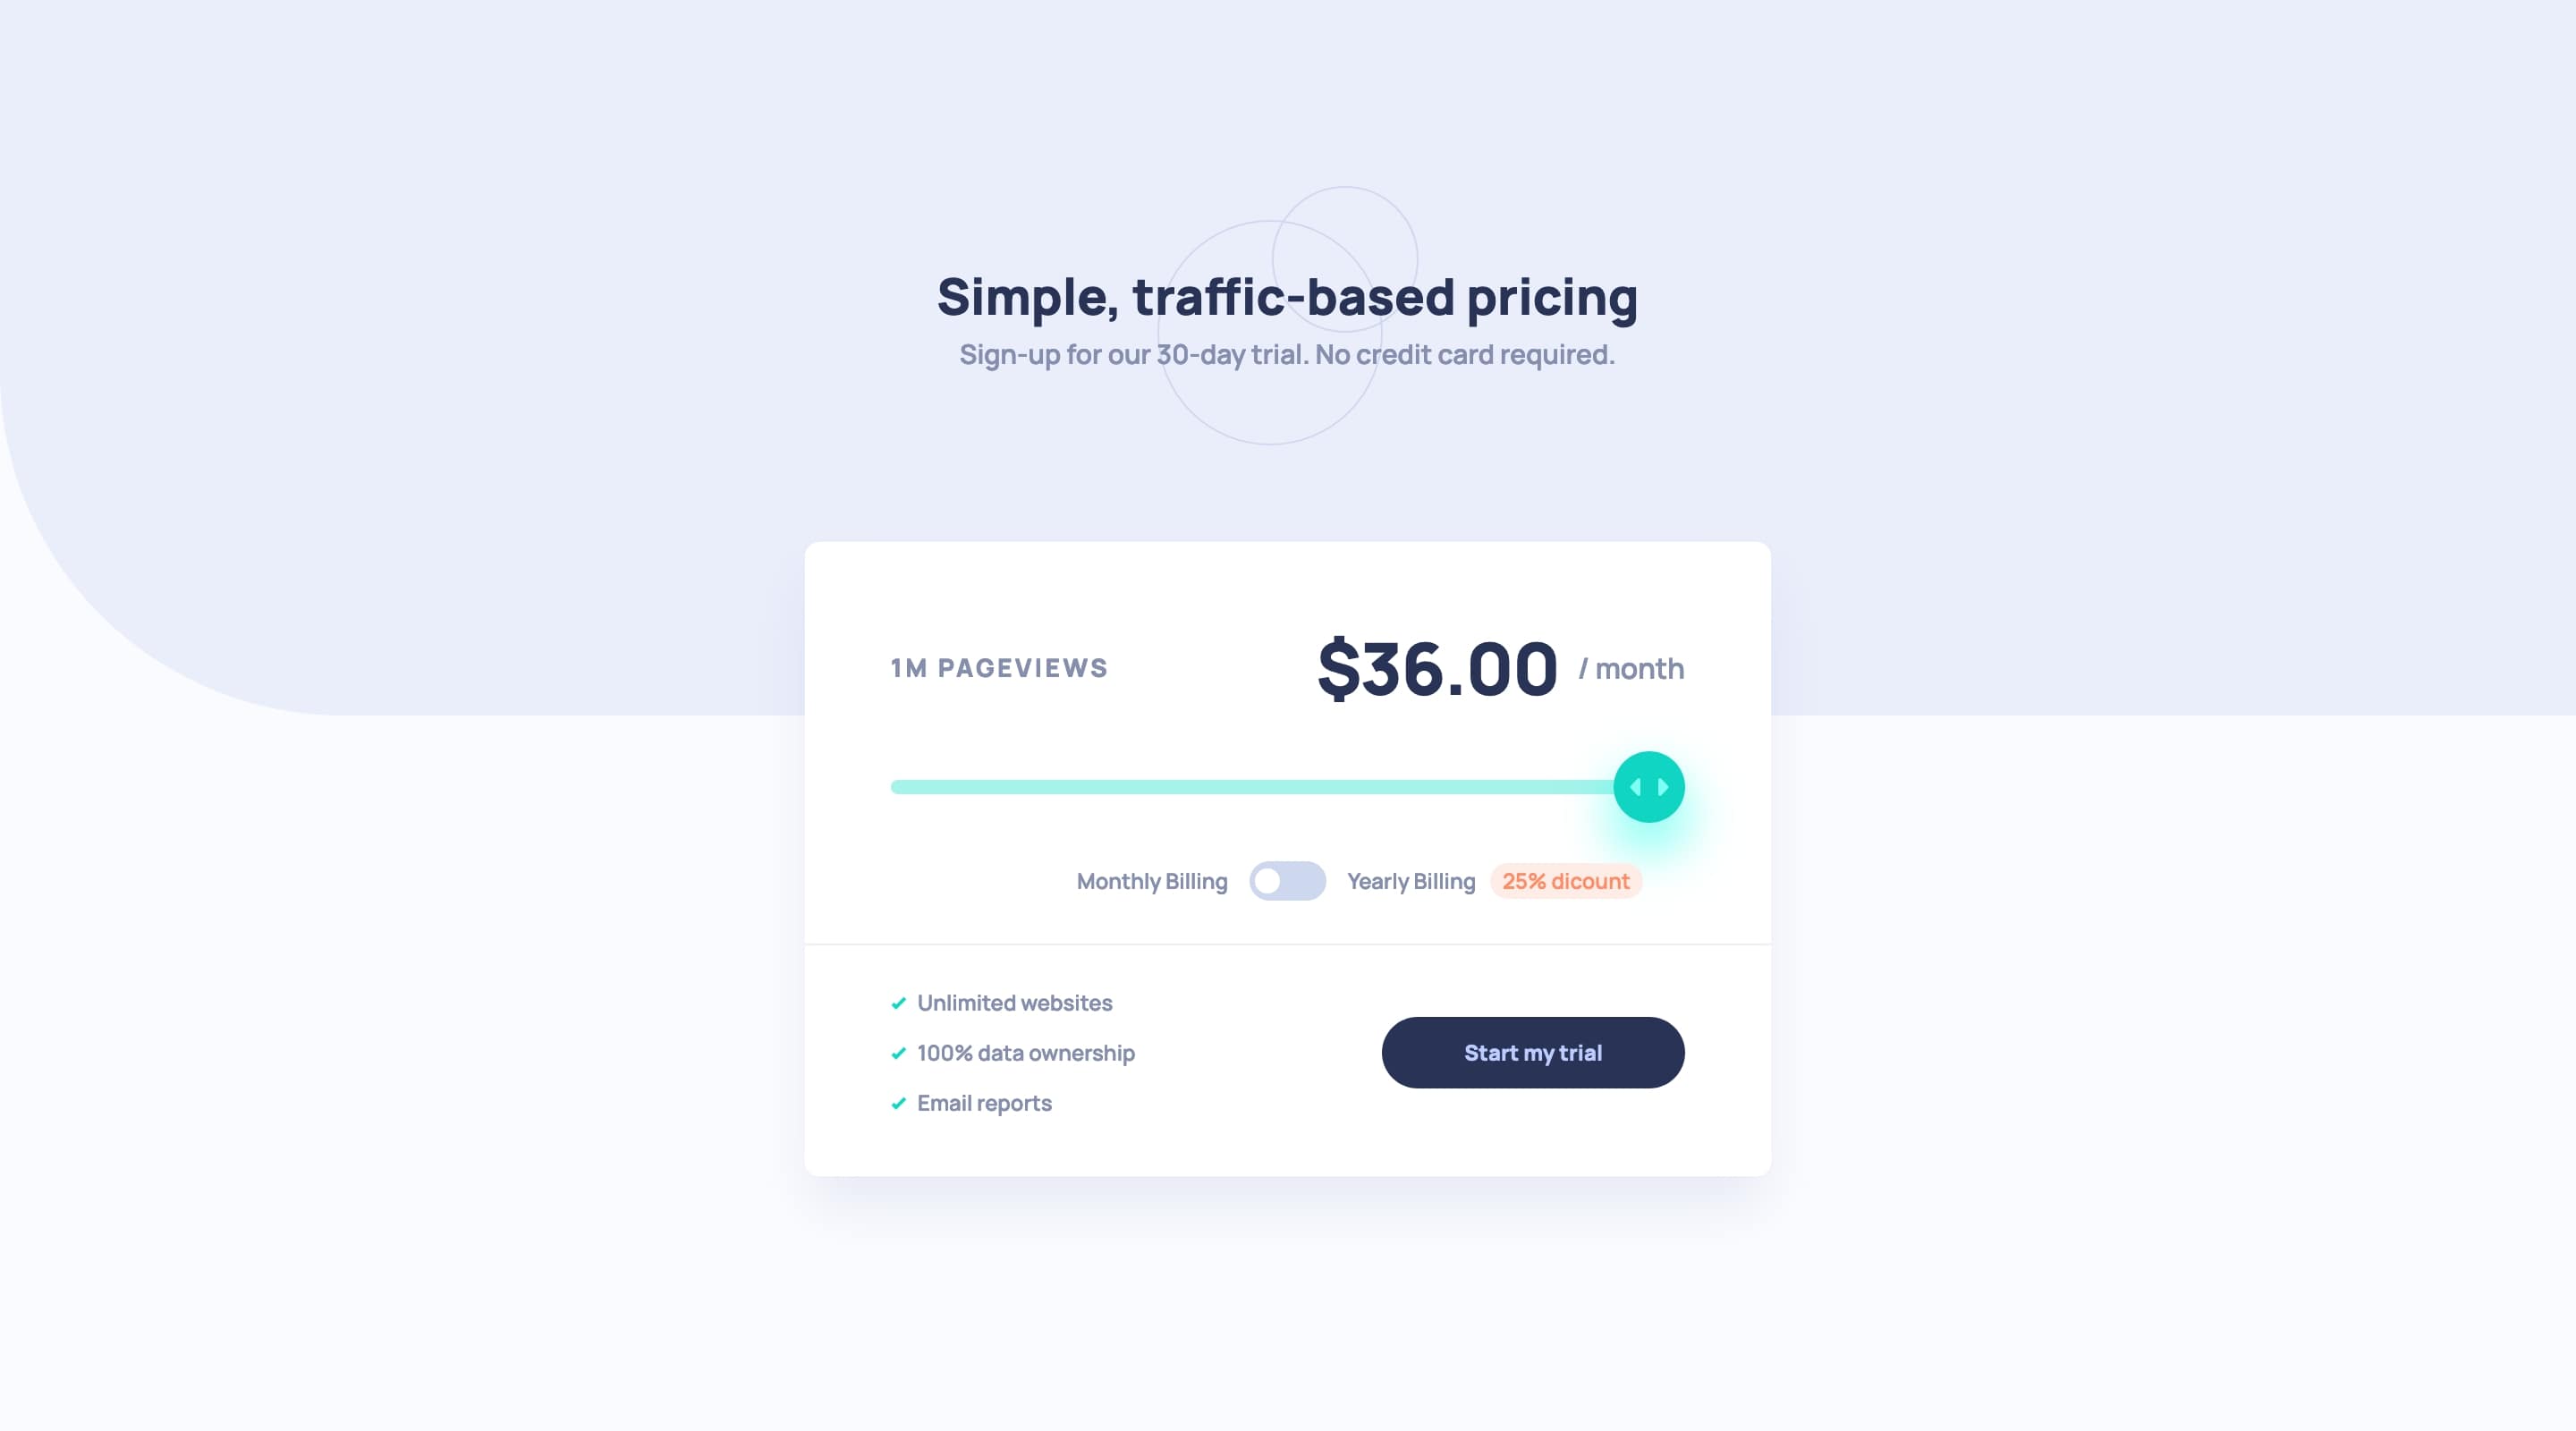 Simple, traffic-based pricing
Sign-up for our 30-day trial. No credit card required.
1M PAGEVIEWS
$36.00 / month
Monthly Billing
Yearly Billing
25% dicount
Unlimited websites
100% data ownership
Email reports
Start my trial